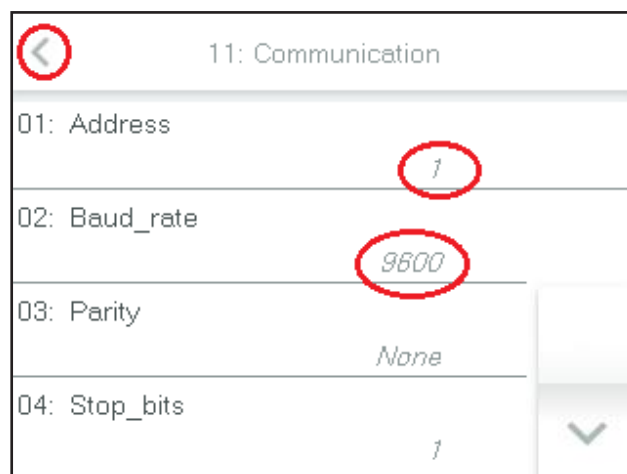 11: Communication
01: Address
1
02: Baud_rate
9600
03: Parity
None
04: Stop_bits
1